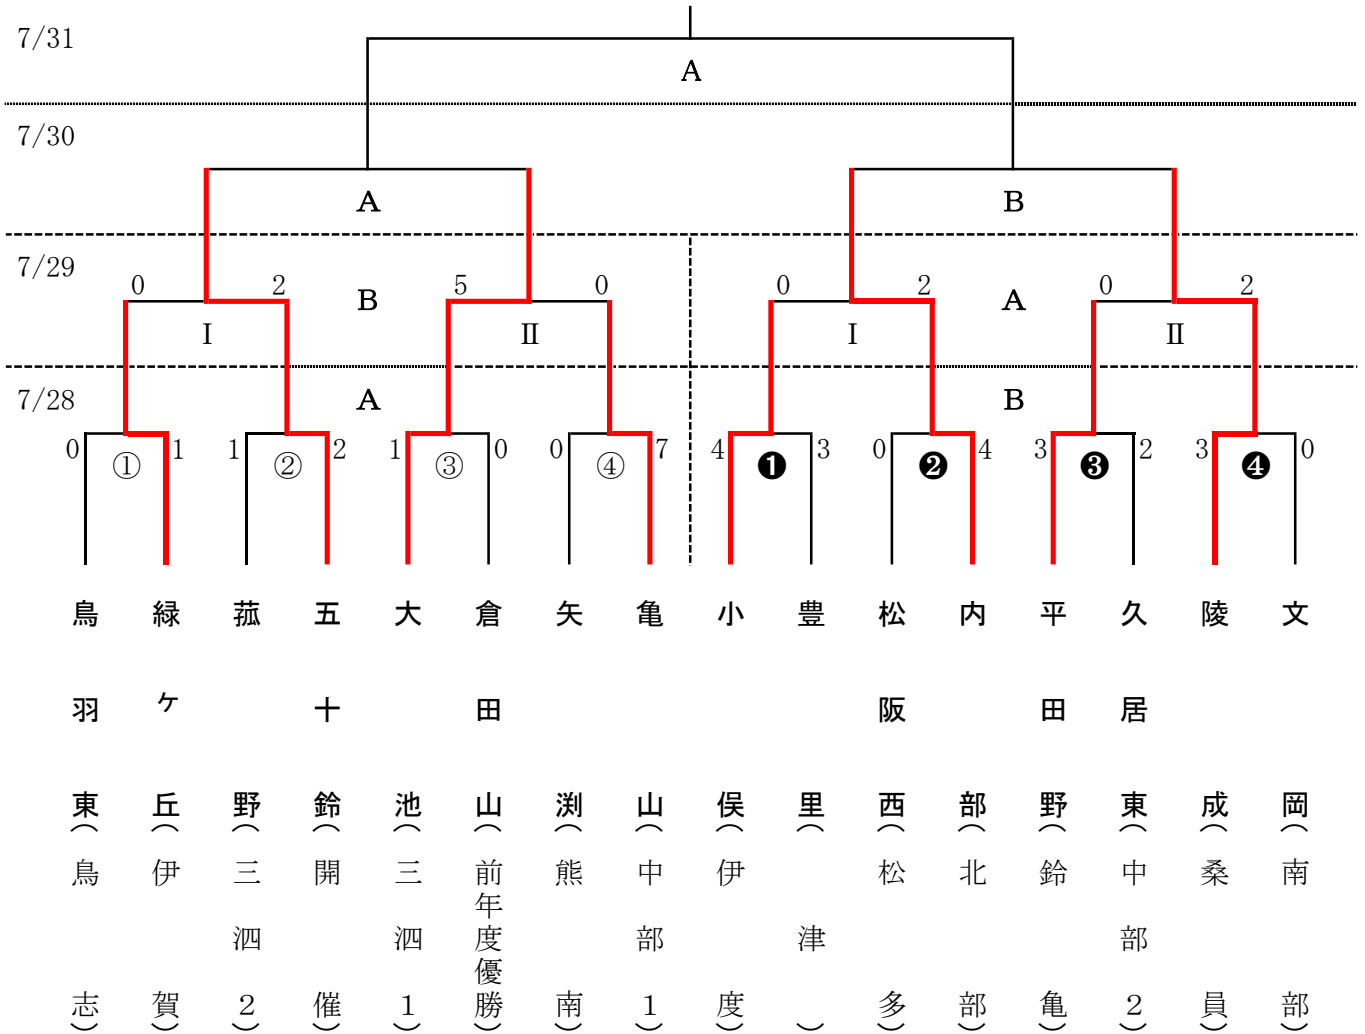 7/31
A
7/30
A
B
7/29
0
2
B
5
0
0
2
A
0
2
Ⅰ
Ⅱ
Ⅰ
Ⅱ
7/28
A
B
0 ① 1
1 ② 2
1 ③ 0
0 ④ 7
4 ❶ 3
0 ❷ 4
3 ❸ 2
3 ❹ 0
鳥羽東(鳥志)
緑ケ丘(伊賀)
菰野(三泗2)
五十鈴(開催)
大池(三泗1)
倉田山(前年度優勝)
矢渕(熊南)
亀山(中部1)
小俣(伊度)
豊里(津)
松阪西(松多)
内部(北部)
平田野(鈴亀)
久居東(中部2)
陵成(桑員)
文岡(南部)